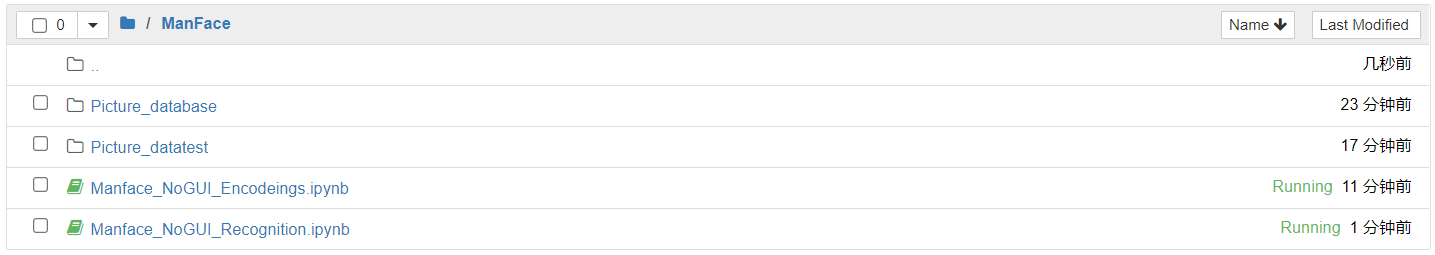 0 / ManFace Name Last Modified
.. 几秒前
Picture_database 23 分钟前
Picture_datatest 17 分钟前
Manface_NoGUI_Encodeings.ipynb Running 11 分钟前
Manface_NoGUI_Recognition.ipynb Running 1 分钟前